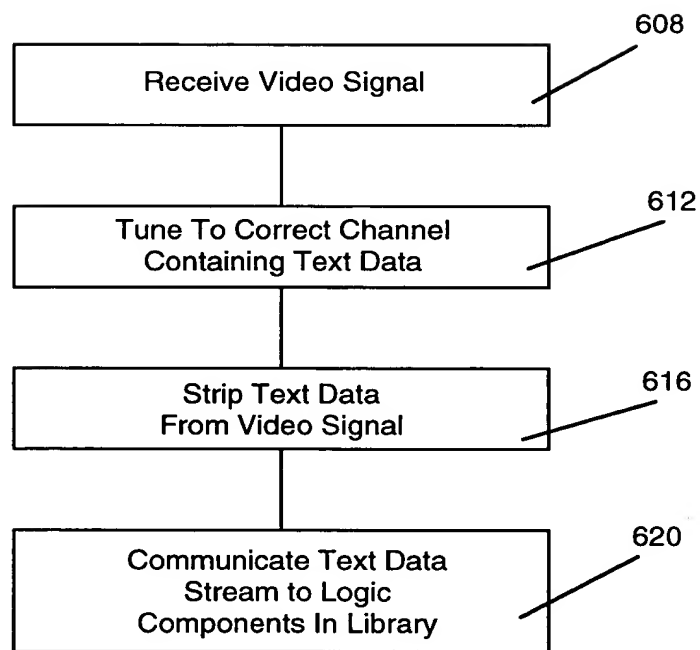 608
Receive Video Signal
612
Tune To Correct Channel
Containing Text Data
616
Strip Text Data
From Video Signal
620
Communicate Text Data
Stream to Logic
Components In Library